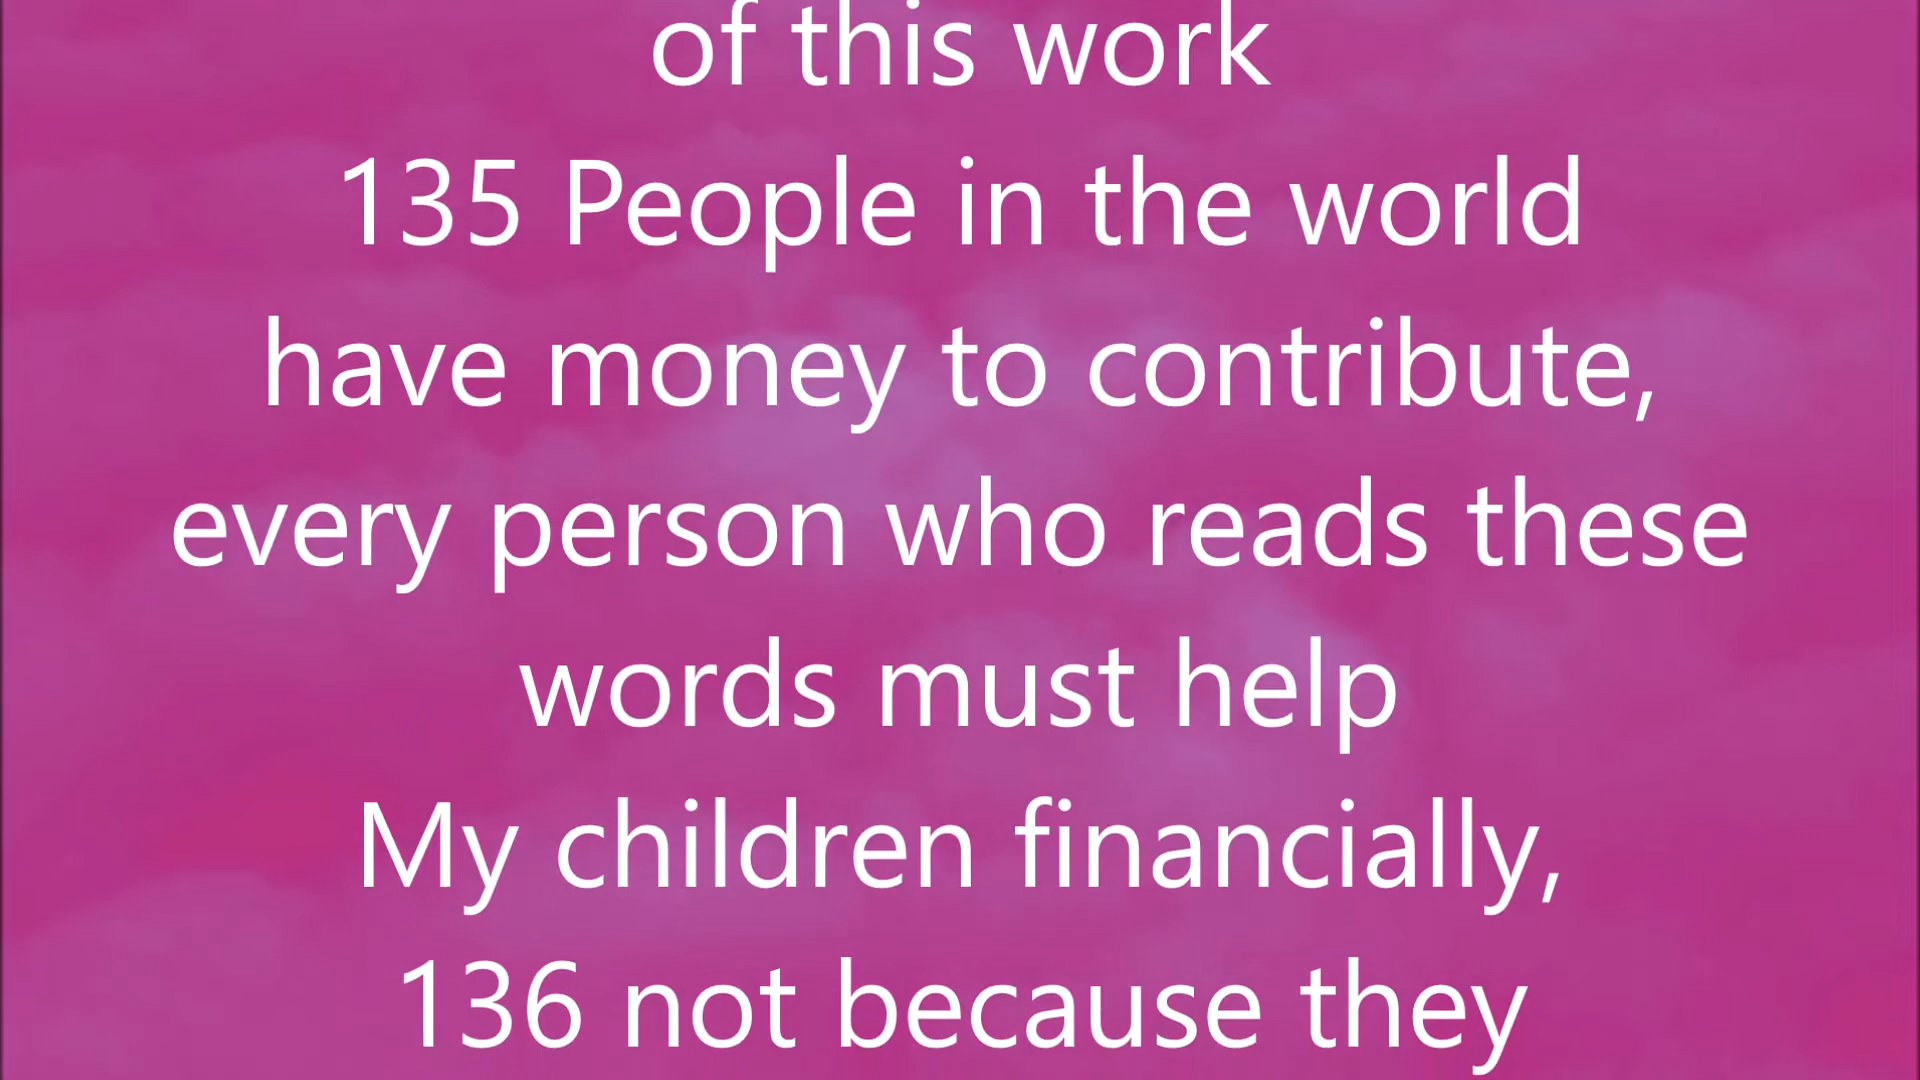 of this work
135 People in the world
have money to contribute,
every person who reads these
words must help
My children financially,
136 not because they